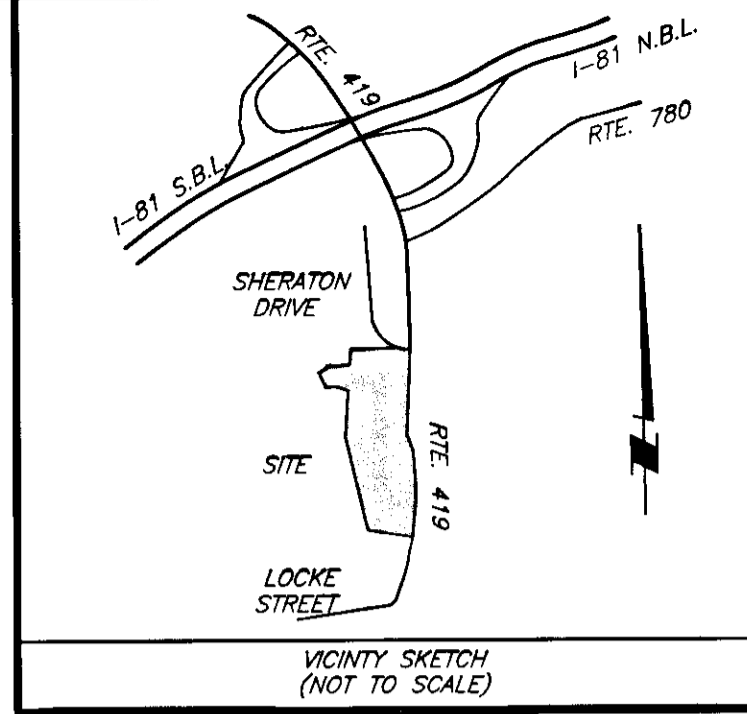 RTE. 419
I-81 N.B.L.
RTE. 780
I-81 S.B.L.
SHERATON
DRIVE
RTE. 419
SITE
LOCKE
STREET
N
VICINTY SKETCH
(NOT TO SCALE)